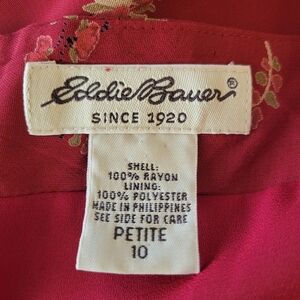 Eddie Bauer®
SINCE 1920
SHELL:
100% RAYON
LINING:
100% POLYESTER
MADE IN PHILIPPINES
SEE SIDE FOR CARE
PETITE
10